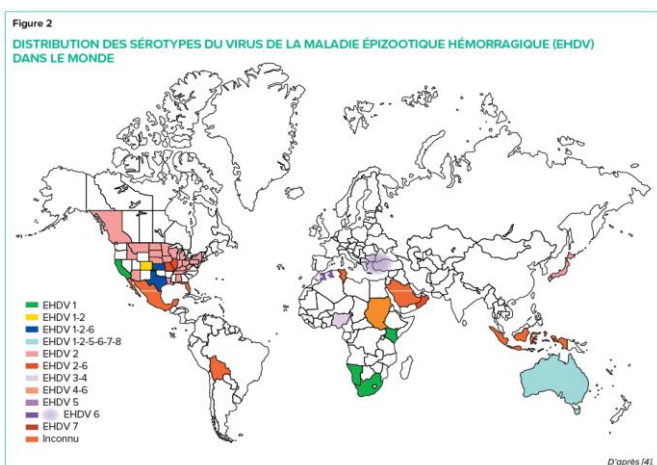 Figure 2
DISTRIBUTION DES SÉROTYPES DU VIRUS DE LA MALADIE ÉPIZOOTIQUE HÉMORRAGIQUE (EHDV)
DANS LE MONDE
EHDV 1
EHDV 1-2
EHDV 1-2-6
EHDV 1-2-5-6-7-8
EHDV 2
EHDV 2-6
EHDV 3-4
EHDV 4-6
EHDV 5
EHDV 6
EHDV 7
Inconnu
D'après [4].